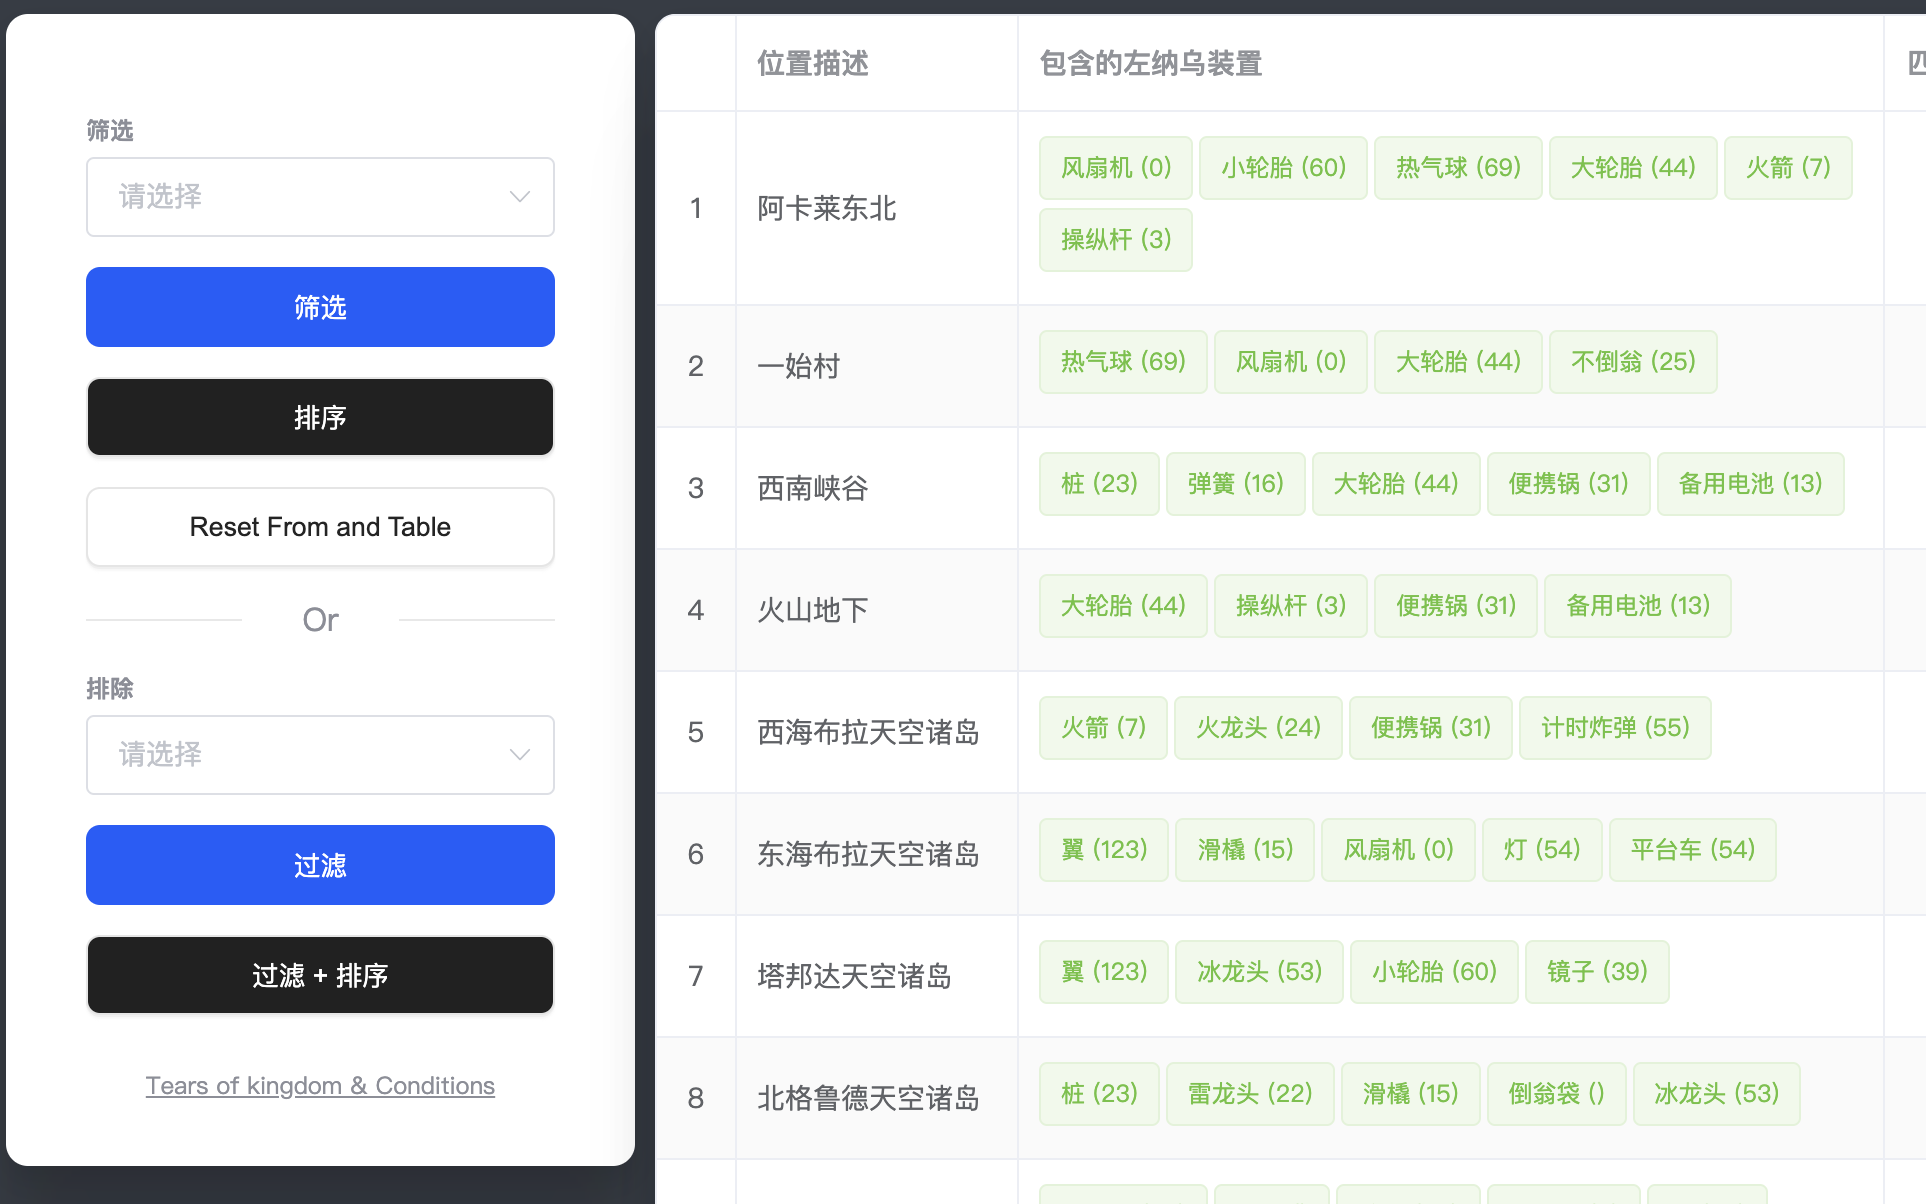 筛选
请选择
筛选
排序
Reset From and Table
Or
排除
请选择
过滤
过滤 + 排序
Tears of kingdom & Conditions
位置描述 包含的左纳乌装置
1 阿卡莱东北 风扇机 (0) 小轮胎 (60) 热气球 (69) 大轮胎 (44) 火箭 (7)
操纵杆 (3)
2 一始村 热气球 (69) 风扇机 (0) 大轮胎 (44) 不倒翁 (25)
3 西南峡谷 桩 (23) 弹簧 (16) 大轮胎 (44) 便携锅 (31) 备用电池 (13)
4 火山地下 大轮胎 (44) 操纵杆 (3) 便携锅 (31) 备用电池 (13)
5 西海布拉天空诸岛 火箭 (7) 火龙头 (24) 便携锅 (31) 计时炸弹 (55)
6 东海布拉天空诸岛 翼 (123) 滑橇 (15) 风扇机 (0) 灯 (54) 平台车 (54)
7 塔邦达天空诸岛 翼 (123) 冰龙头 (53) 小轮胎 (60) 镜子 (39)
8 北格鲁德天空诸岛 桩 (23) 雷龙头 (22) 滑橇 (15) 倒翁袋 () 冰龙头 (53)